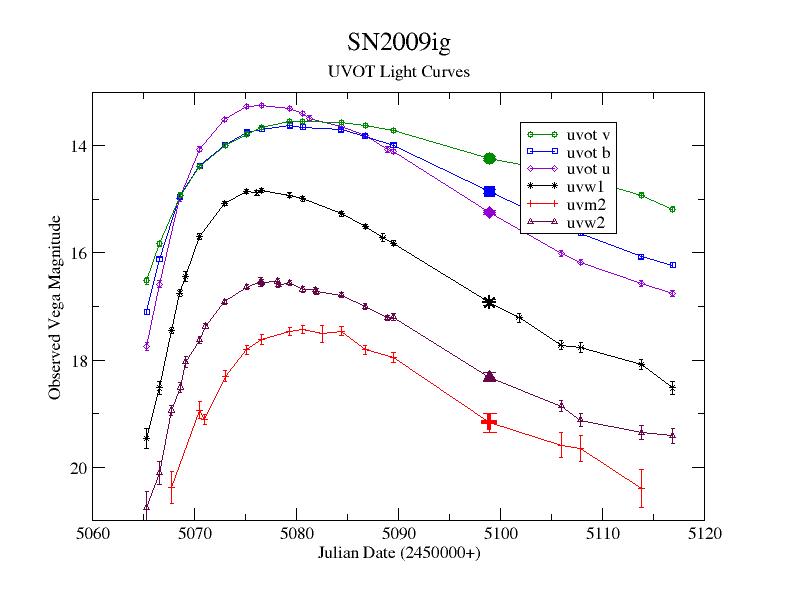 SN2009ig
UVOT Light Curves
Observed Vega Magnitude
14
16
18
20
uvot v
uvot b
uvot u
uvw1
uvm2
uvw2
5060 5070 5080 5090 5100 5110 5120
Julian Date (2450000+)